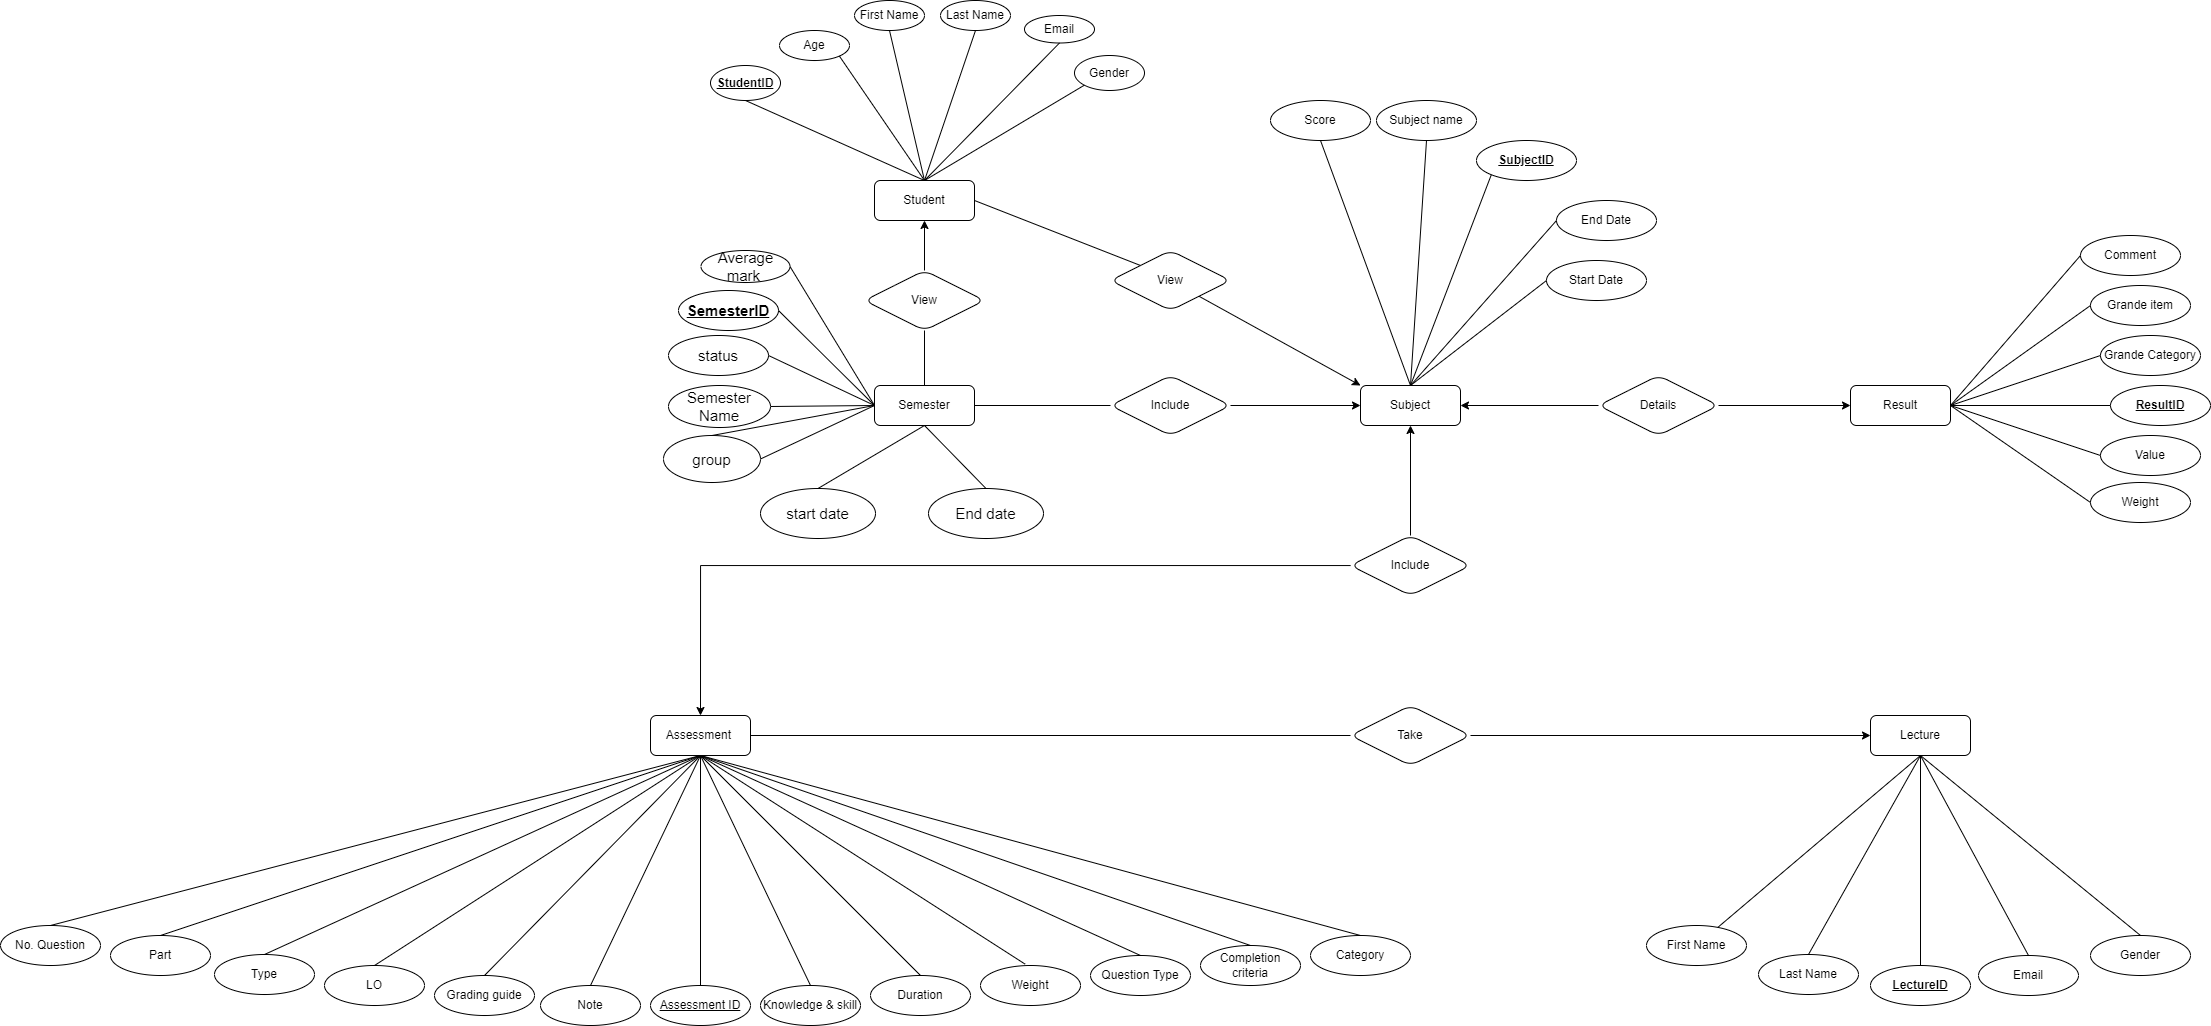 First Name
Last Name
Email
Age
Gender
StudentID
Score
Subject name
SubjectID
Student
End Date
Comment
Average
mark
View
Start Date
View
SemesterID
Grande item
status
Grande Category
Semester
Name
Semester
Include
Subject
Details
Result
ResultID
group
Value
Weight
start date
End date
Include
Assessment
Take
Lecture
No. Question
Part
Type
LO
Grading guide
Note
Assessment ID
Knowledge & skill
Duration
Weight
Question Type
Completion
criteria
Category
First Name
Last Name
LectureID
Email
Gender